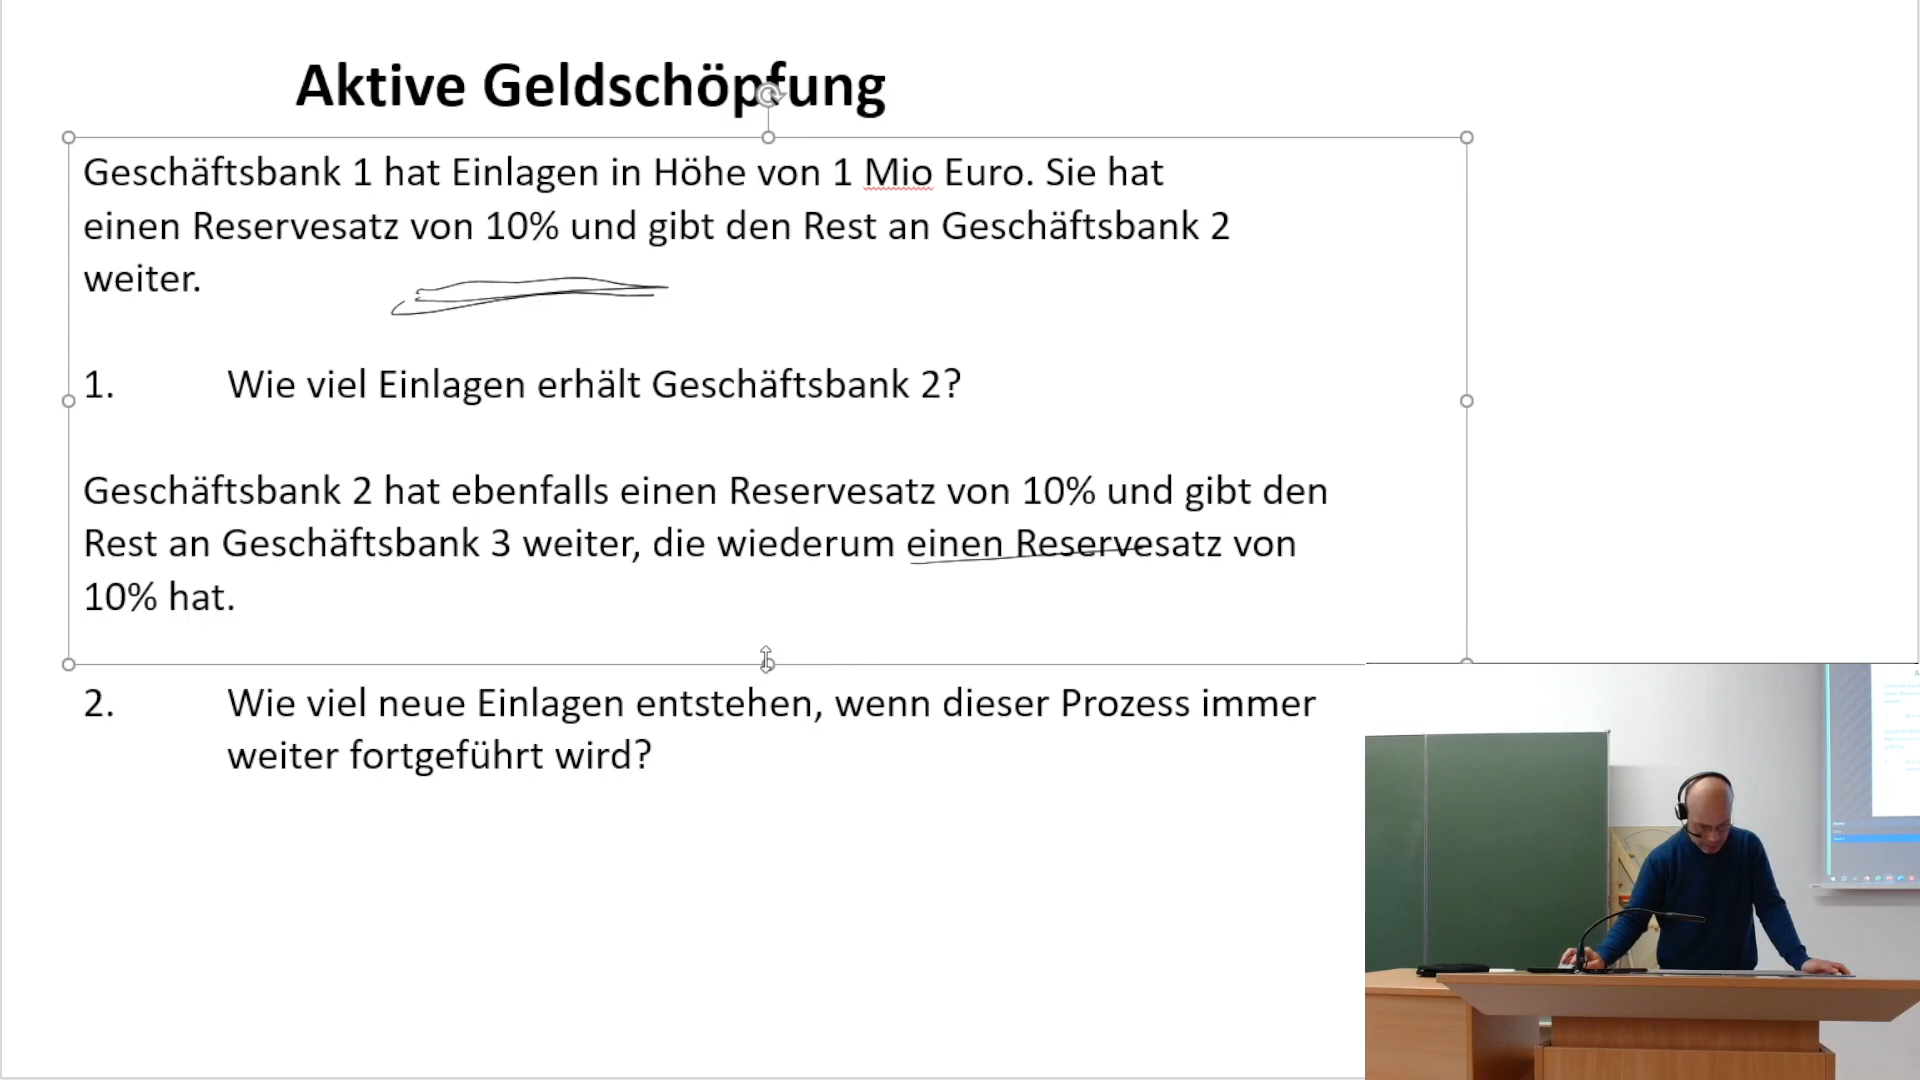 Aktive Geldschöpfung
Geschäftsbank 1 hat Einlagen in Höhe von 1 Mio Euro. Sie hat
einen Reservesatz von 10% und gibt den Rest an Geschäftsbank 2
weiter.
1. Wie viel Einlagen erhält Geschäftsbank 2?
Geschäftsbank 2 hat ebenfalls einen Reservesatz von 10% und gibt den
Rest an Geschäftsbank 3 weiter, die wiederum einen Reservesatz von
10% hat.
2. Wie viel neue Einlagen entstehen, wenn dieser Prozess immer
weiter fortgeführt wird?